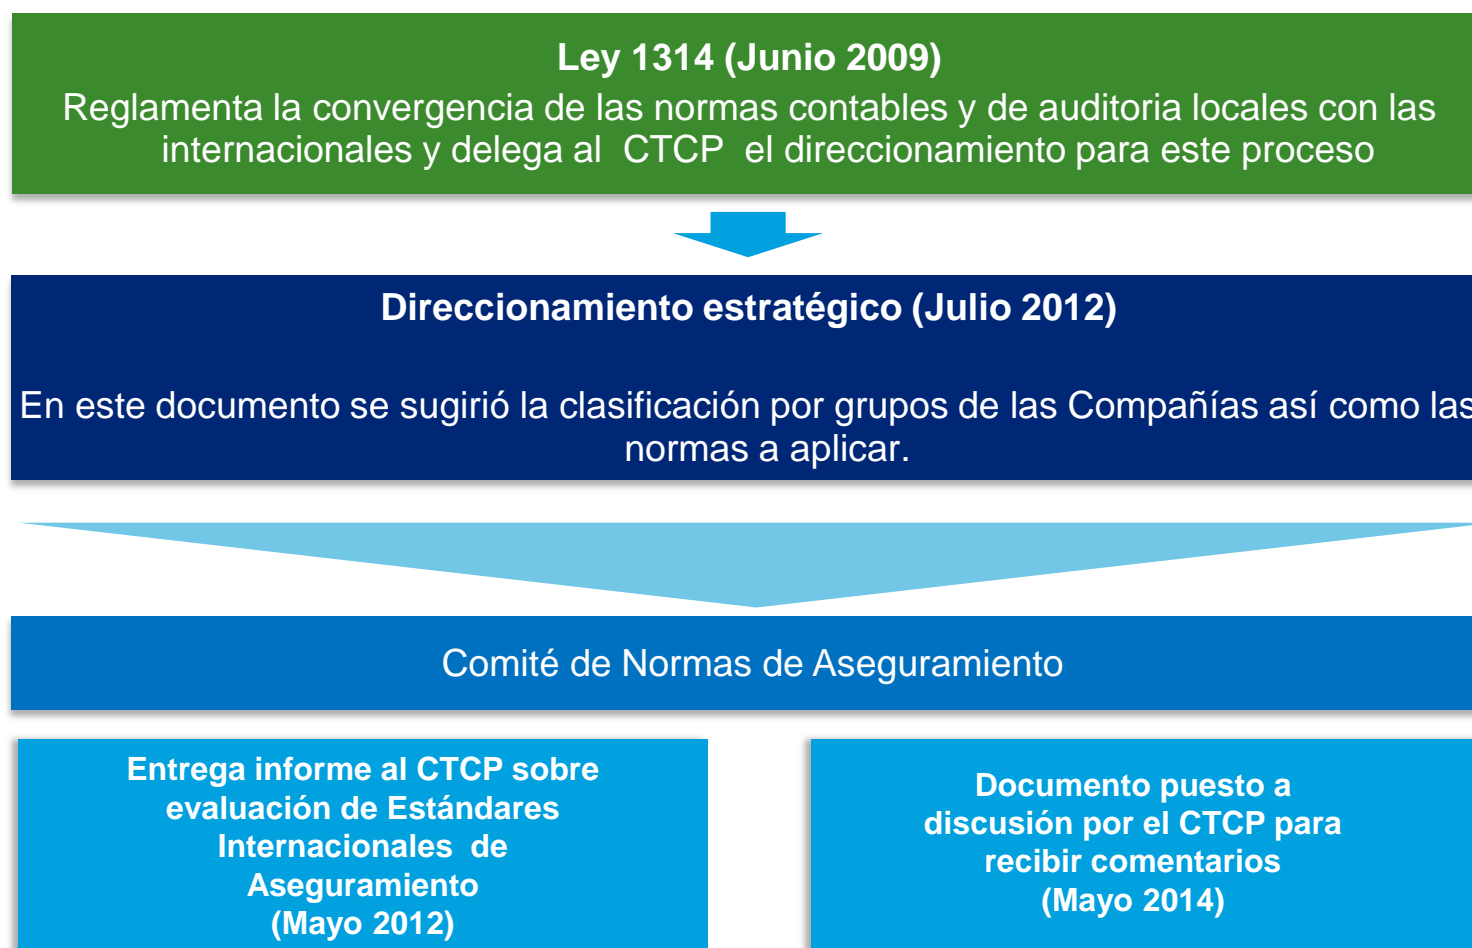 Ley 1314 (Junio 2009)
Reglamenta la convergencia de las normas contables y de auditoria locales con las
internacionales y delega al CTCP el direccionamiento para este proceso
Direccionamiento estratégico (Julio 2012)
En este documento se sugirió la clasificación por grupos de las Compañías así como las
normas a aplicar.
Comité de Normas de Aseguramiento
Entrega informe al CTCP sobre
evaluación de Estándares
Internacionales de
Aseguramiento
(Mayo 2012)
Documento puesto a
discusión por el CTCP para
recibir comentarios
(Mayo 2014)